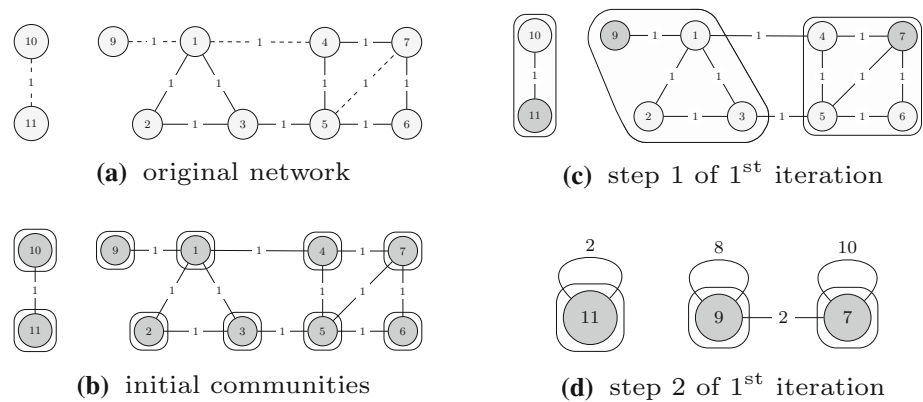 10 9 1 1 1 4 1 7
1 1 1 1 1 1
11 2 1 3 1 5 1 6
(a) original network
10 9 1 1 1 4 1 7
1 1 1 1 1 1
11 2 1 3 1 5 1 6
(b) initial communities
10 9 1 1 1 4 1 7
1 1 1 1 1 1
11 2 1 3 1 5 1 6
(c) step 1 of 1st iteration
2 8 10
11 9 2 7
(d) step 2 of 1st iteration